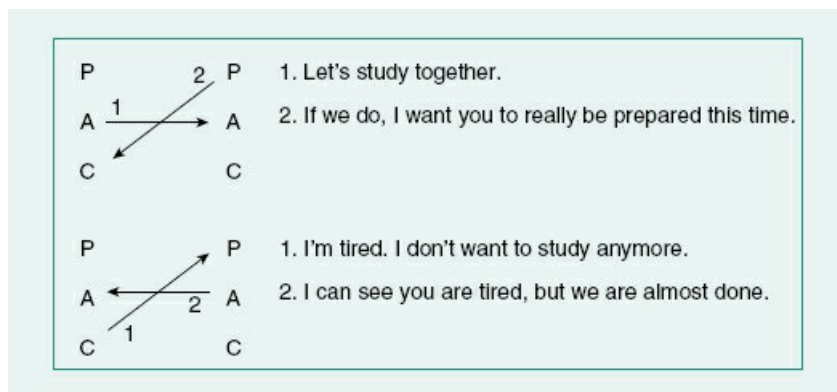 P 2 P 1. Let's study together.
1
A A 2. If we do, I want you to really be prepared this time.
C C
P P 1. I'm tired. I don't want to study anymore.
A 2 A 2. I can see you are tired, but we are almost done.
1
C C